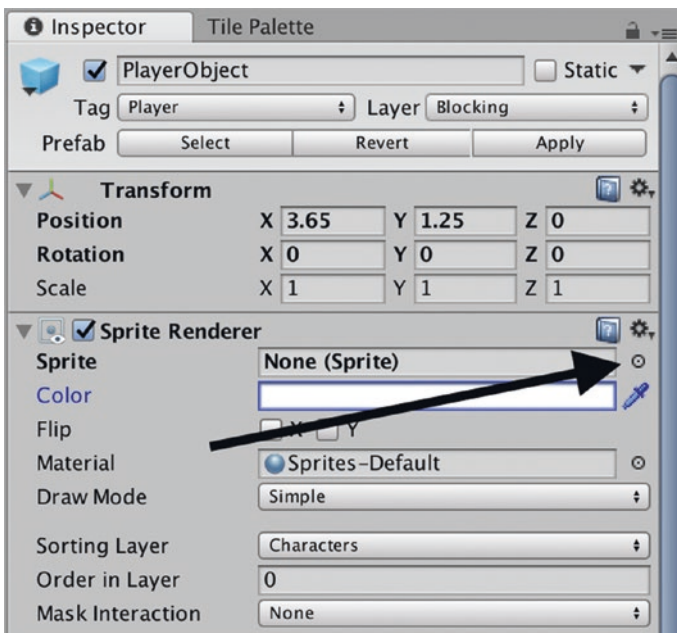 Inspector Tile Palette
PlayerObject Static
Tag Player Layer Blocking
Prefab Select Revert Apply
Transform
Position X 3.65 Y 1.25 Z 0
Rotation X 0 Y 0 Z 0
Scale X 1 Y 1 Z 1
Sprite Renderer
Sprite None (Sprite)
Color
Flip X Y
Material Sprites-Default
Draw Mode Simple
Sorting Layer Characters
Order in Layer 0
Mask Interaction None